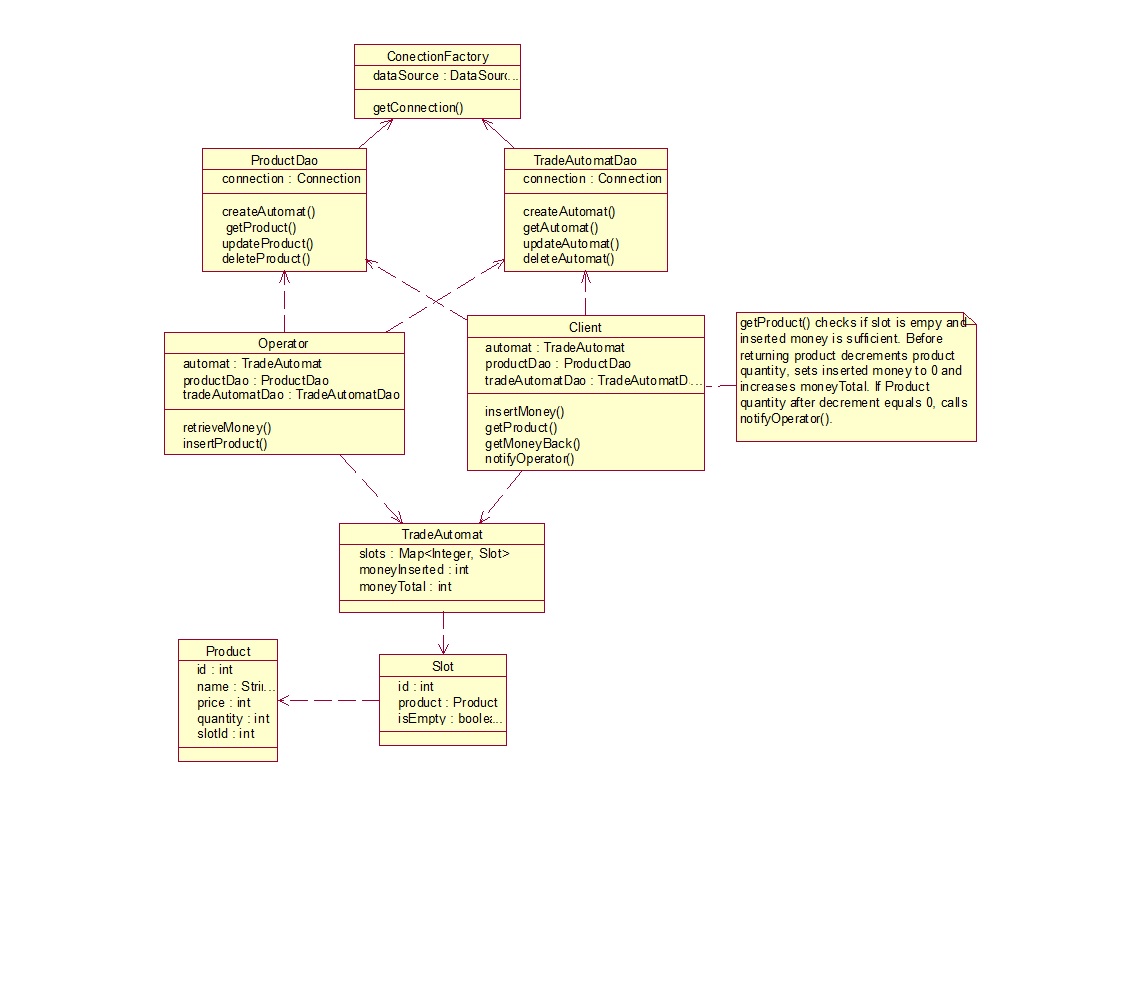 ConectionFactory
dataSource : DataSourc...
getConnection()
ProductDao
connection : Connection
createAutomat()
getProduct()
updateProduct()
deleteProduct()
TradeAutomatDao
connection : Connection
createAutomat()
getAutomat()
updateAutomat()
deleteAutomat()
Operator
automat : TradeAutomat
productDao : ProductDao
tradeAutomatDao : TradeAutomatDao
retrieveMoney()
insertProduct()
Client
automat : TradeAutomat
productDao : ProductDao
tradeAutomatDao : TradeAutomatD...
insertMoney()
getProduct()
getMoneyBack()
notifyOperator()
getProduct() checks if slot is empy and
inserted money is sufficient. Before
returning product decrements product
quantity, sets inserted money to 0 and
increases moneyTotal. If Product
quantity after decrement equals 0, calls
notifyOperator().
TradeAutomat
slots : Map<Integer, Slot>
moneyInserted : int
moneyTotal : int
Product
id : int
name : Strin...
price : int
quantity : int
slotId : int
Slot
id : int
product : Product
isEmpty : boolea...